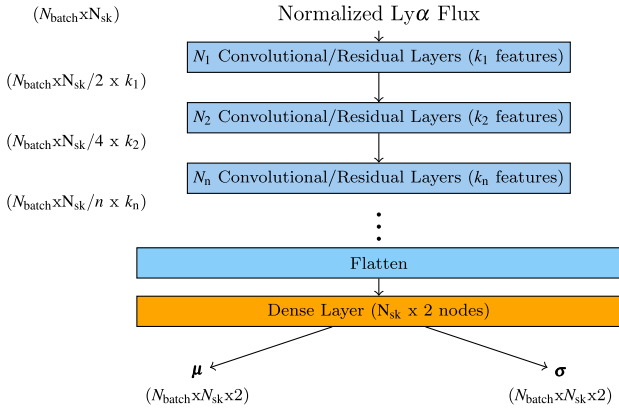 (N_batch x N_sk) Normalized Lyα Flux
N_1 Convolutional/Residual Layers (k_1 features)
(N_batch x N_sk/2 x k_1)
N_2 Convolutional/Residual Layers (k_2 features)
(N_batch x N_sk/4 x k_2)
N_n Convolutional/Residual Layers (k_n features)
(N_batch x N_sk/n x k_n)
Flatten
Dense Layer (N_sk x 2 nodes)
μ σ
(N_batch x N_sk x2) (N_batch x N_sk x2)